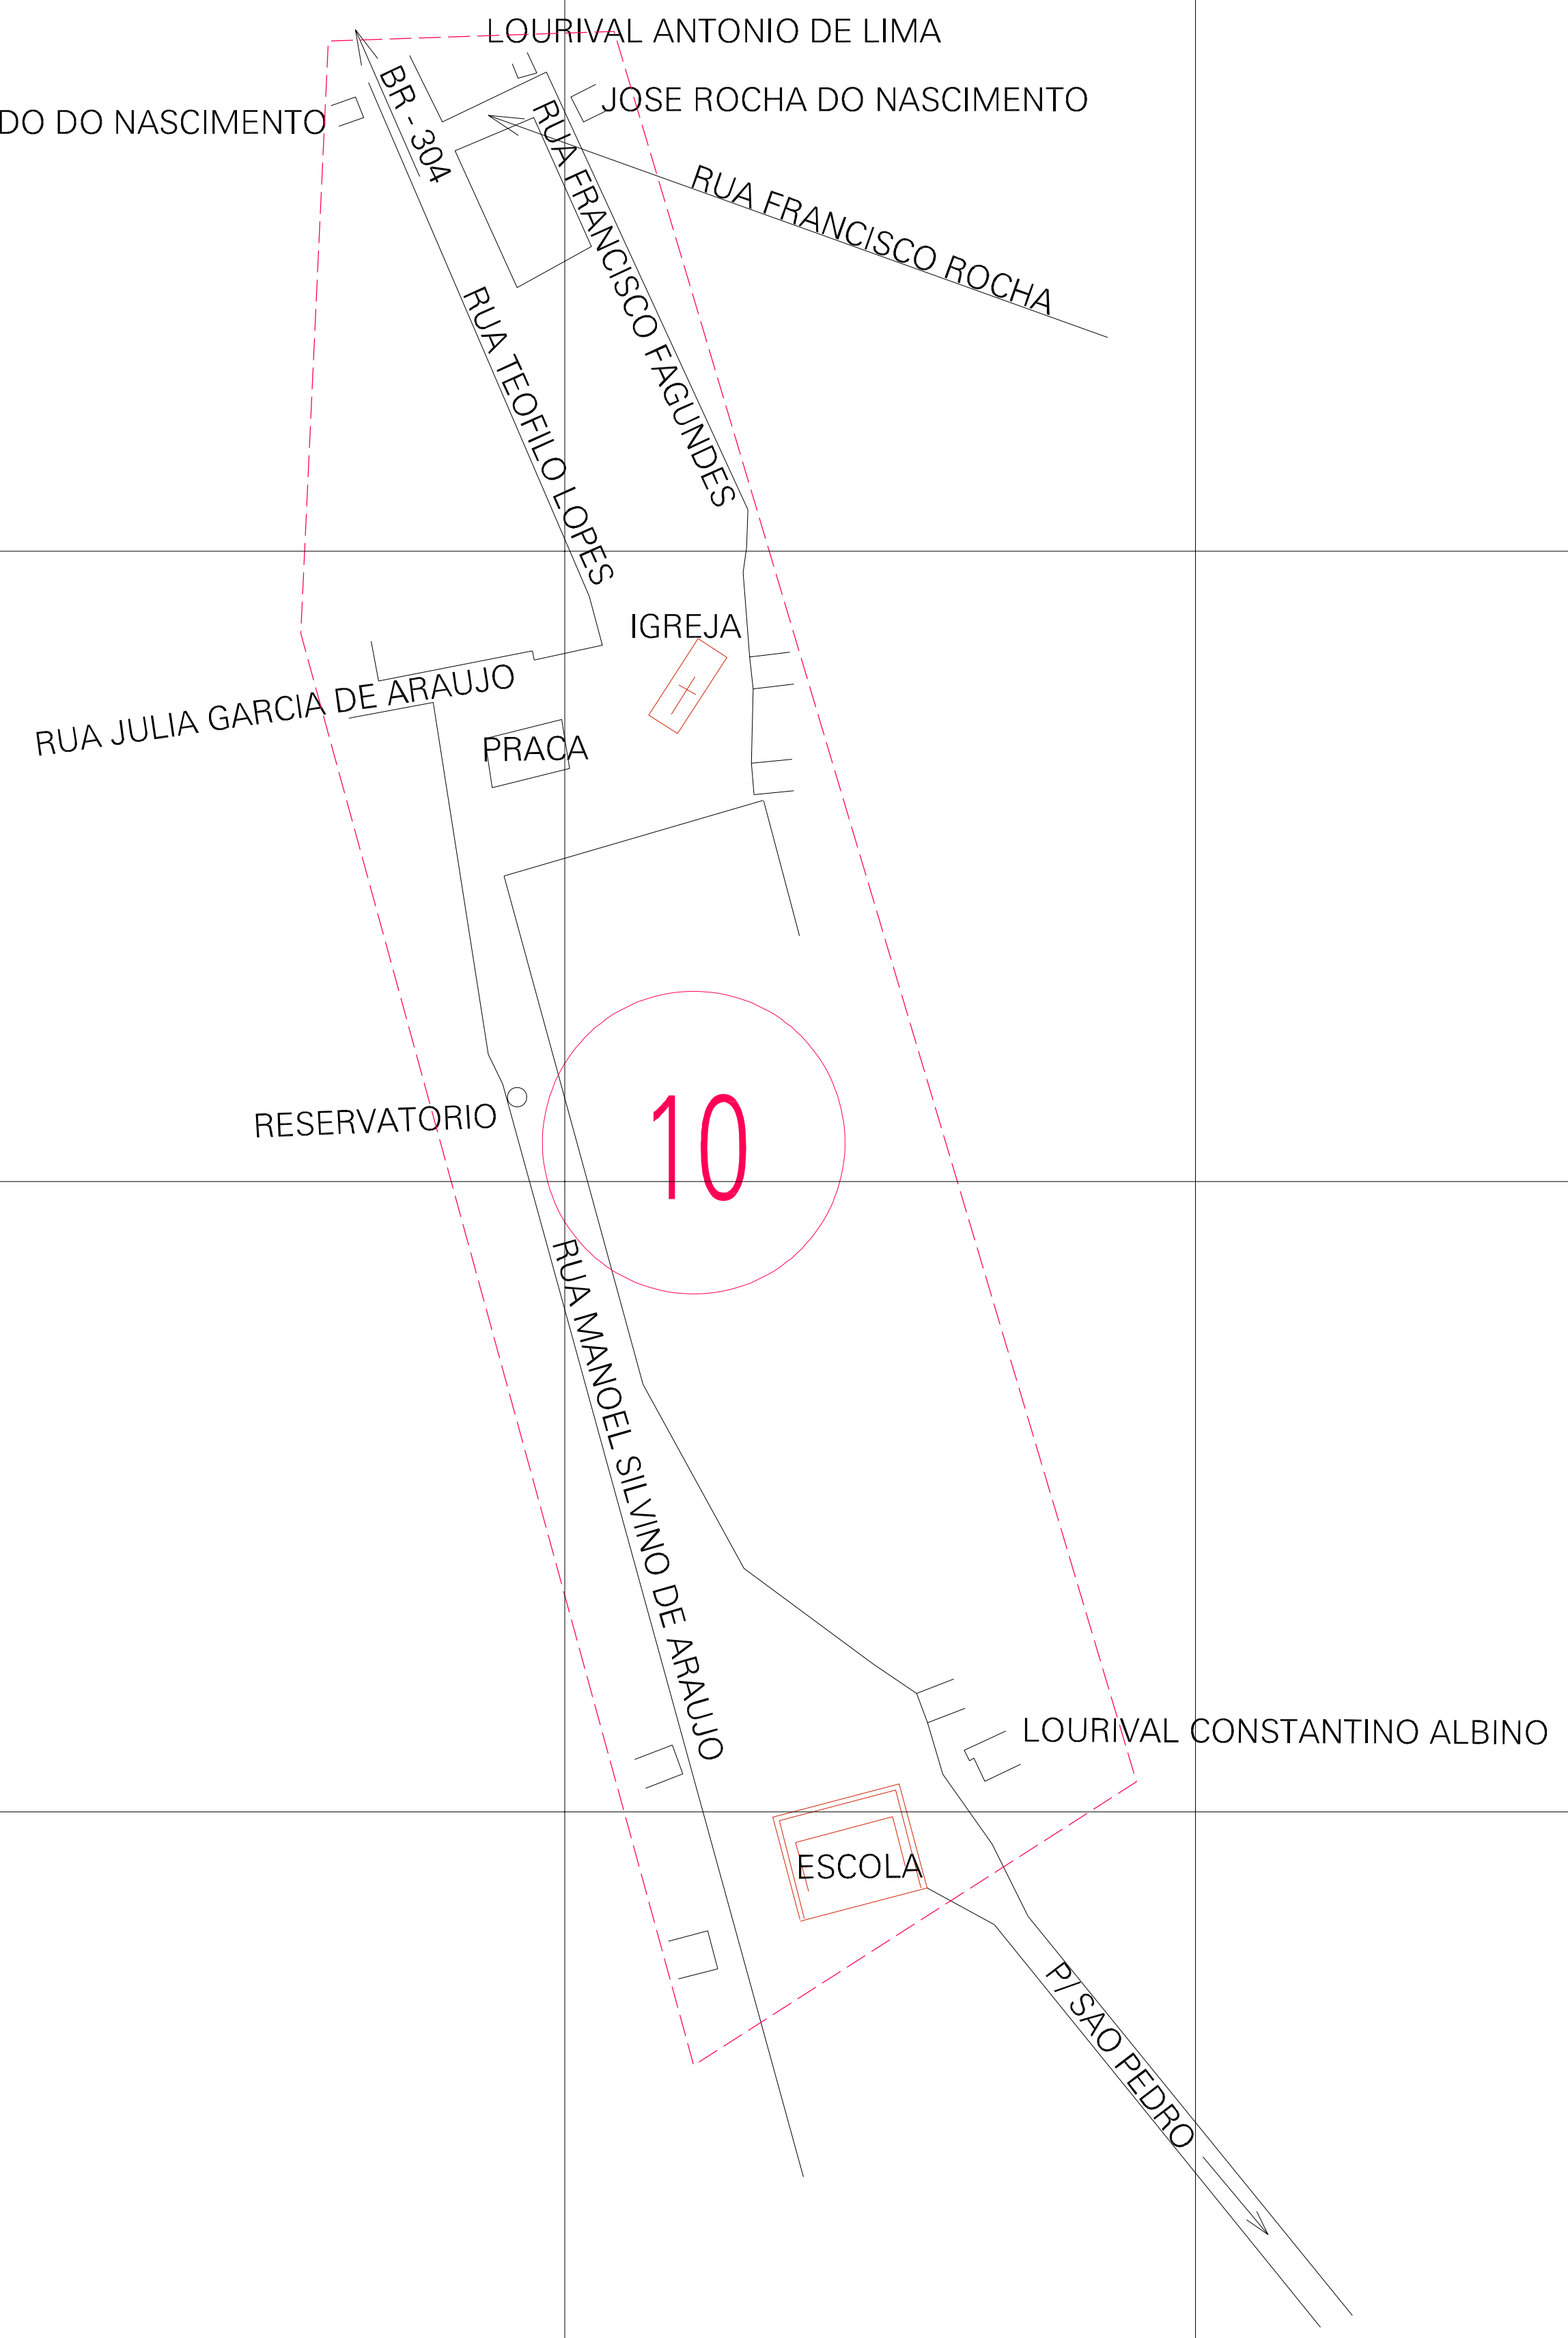 LOURIVAL ANTONIO DE LIMA
BR - 304
JOSE ROCHA DO NASCIMENTO
DO DO NASCIMENTO
RUA FRANCISCO FAGUNDES
RUA FRANCISCO ROCHA
RUA TEOFILO LOPES
IGREJA
RUA JULIA GARCIA DE ARAUJO
PRACA
10
RESERVATORIO
RUA MANOEL SILVINO DE ARAUJO
LOURIVAL CONSTANTINO ALBINO
ESCOLA
P/ SAO PEDRO